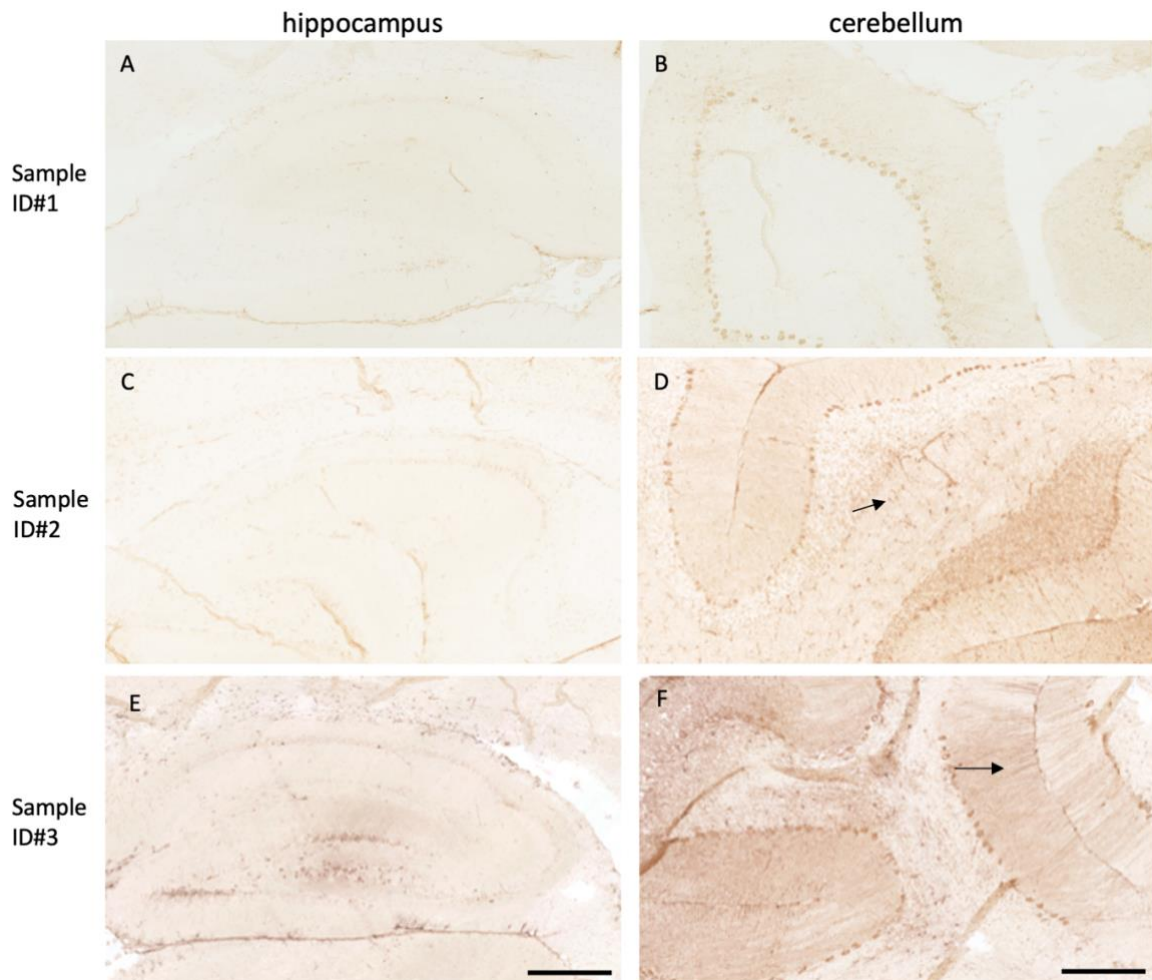 hippocampus
cerebellum
A
B
Sample
ID#1
C
D
Sample
ID#2
E
F
Sample
ID#3